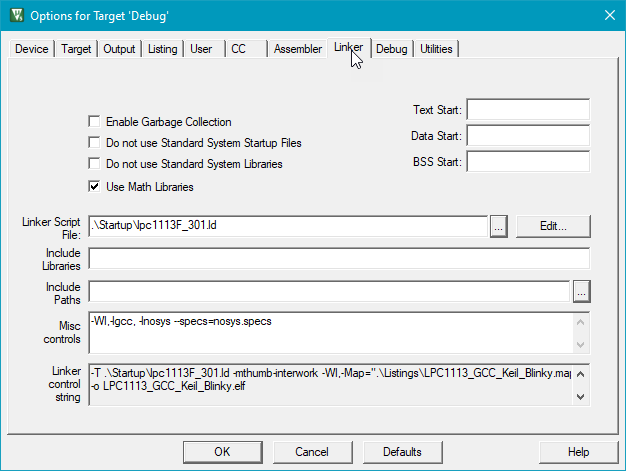 Options for Target 'Debug'
Device Target Output Listing User CC Assembler Linker Debug Utilities
Enable Garbage Collection
Do not use Standard System Startup Files
Do not use Standard System Libraries
Use Math Libraries
Text Start:
Data Start:
BSS Start:
Linker Script
File:
.\Startup\lpc1113F_301.ld
...
Edit...
Include
Libraries
Include
Paths
...
Misc
controls
-Wl,-lgcc, -lnosys --specs=nosys.specs
Linker
control
string
-T .\Startup\lpc1113F_301.ld -mthumb-interwork -Wl,-Map=".\Listings\LPC1113_GCC_Keil_Blinky.map
-o LPC1113_GCC_Keil_Blinky.elf
OK Cancel Defaults Help